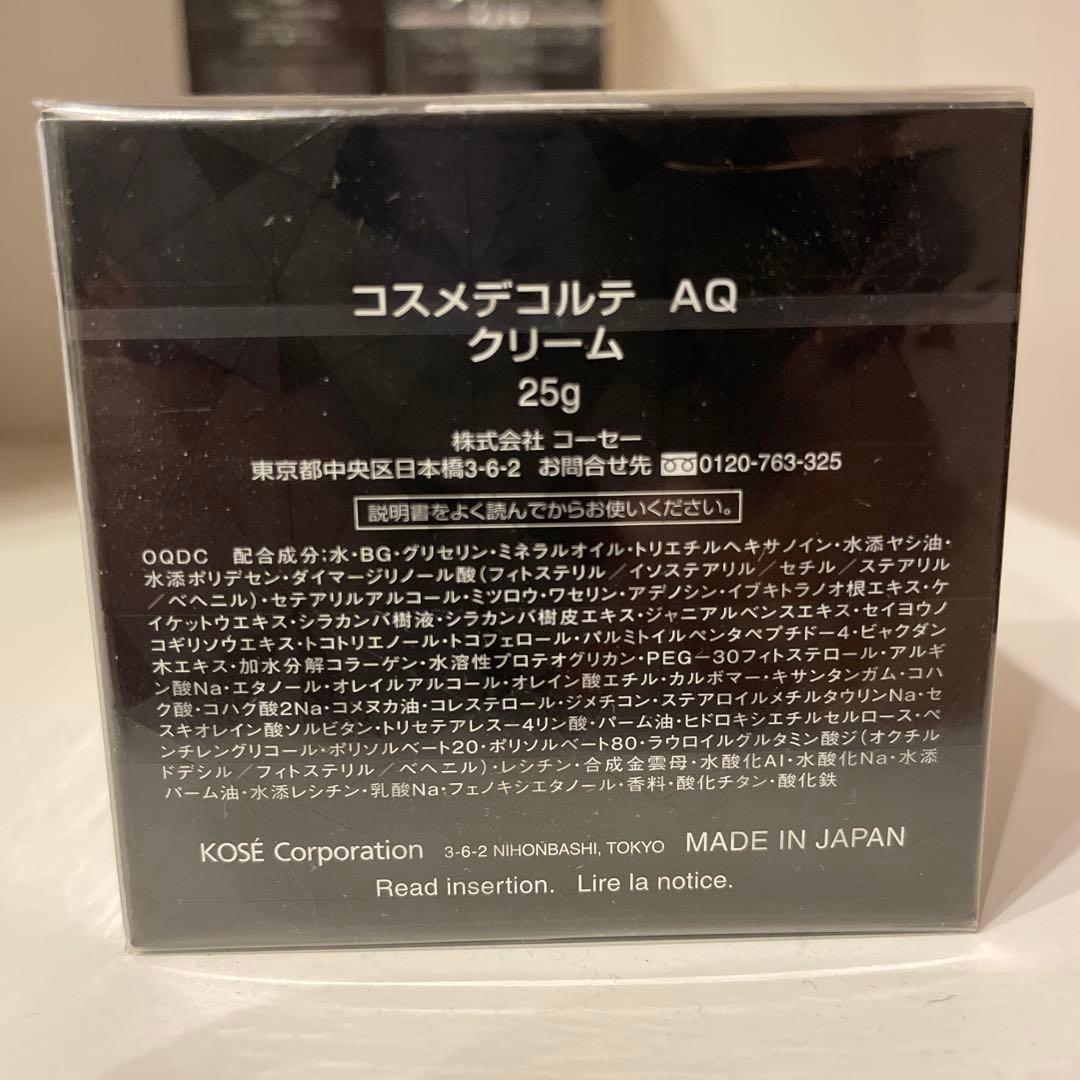 コスメデコルテ AQ
クリーム
25g
株式会社 コーセー
東京都中央区日本橋3-6-2 お問合せ先 0120-763-325
説明書をよく読んでからお使いください。
0QDC 配合成分:水・BG・グリセリン・ミネラルオイル・トリエチルヘキサノイン・水添ヤシ油・
水添ポリデセン・ダイマージリノール酸(フィトステリル/イソステアリル/セチル/ステアリル
/ベヘニル)・セテアリルアルコール・ミツロウ・ワセリン・アデノシン・イブキトラノオ根エキス・ケ
イケットウエキス・シラカンバ樹液・シラカンバ樹皮エキス・ジャニアルベンスエキス・セイヨウノ
コギリソウエキス・トコトリエノール・トコフェロール・パルミトイルペンタペプチドー4・ビャクダン
木エキス・加水分解コラーゲン・水溶性プロテオグリカン・PEG-30フィトステロール・アルギ
ン酸Na・エタノール・オレイルアルコール・オレイン酸エチル・カルボマー・キサンタンガム・コハ
ク酸・コハク酸2Na・コメヌカ油・コレステロール・ジメチコン・ステアロイルメチルタウリンNa・セ
スキオレイン酸ソルビタン・トリセテアレスー4リン酸・パーム油・ヒドロキシエチルセルロース・ペ
ンチレングリコール・ポリソルベート20・ポリソルベート80・ラウロイルグルタミン酸ジ(オクチル
ドデシル/フィトステリル/ベヘニル)・レシチン・合成金雲母・水酸化Al・水酸化Na・水添
パーム油・水添レシチン・乳酸Na・フェノキシエタノール・香料・酸化チタン・酸化鉄
KOSÉ Corporation 3-6-2 NIHONBASHI, TOKYO MADE IN JAPAN
Read insertion. Lire la notice.